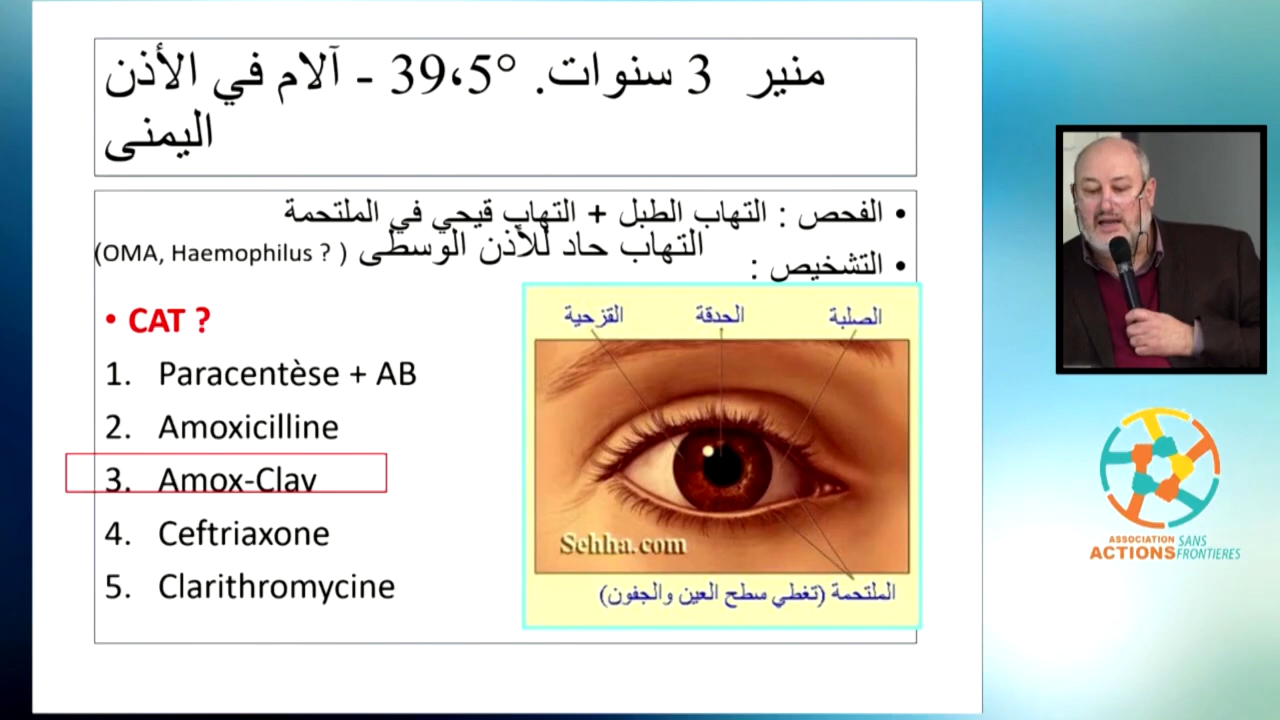 منير 3 سنوات. °39،5 - آلام في الأذن
اليمنى
• الفحص : التهاب الطبل + التهاب قيحي في الملتحمة
التهاب حاد للأذن الوسطى (OMA, Haemophilus ? )
• التشخيص :
• CAT ?
1. Paracentèse + AB
2. Amoxicilline
3. Amox-Clav
4. Ceftriaxone
5. Clarithromycine
الصلبة الحدقة القزحية
Sehha.com
الملتحمة (تغطي سطح العين والجفون)
ASSOCIATION SANS
ACTIONS FRONTIERES